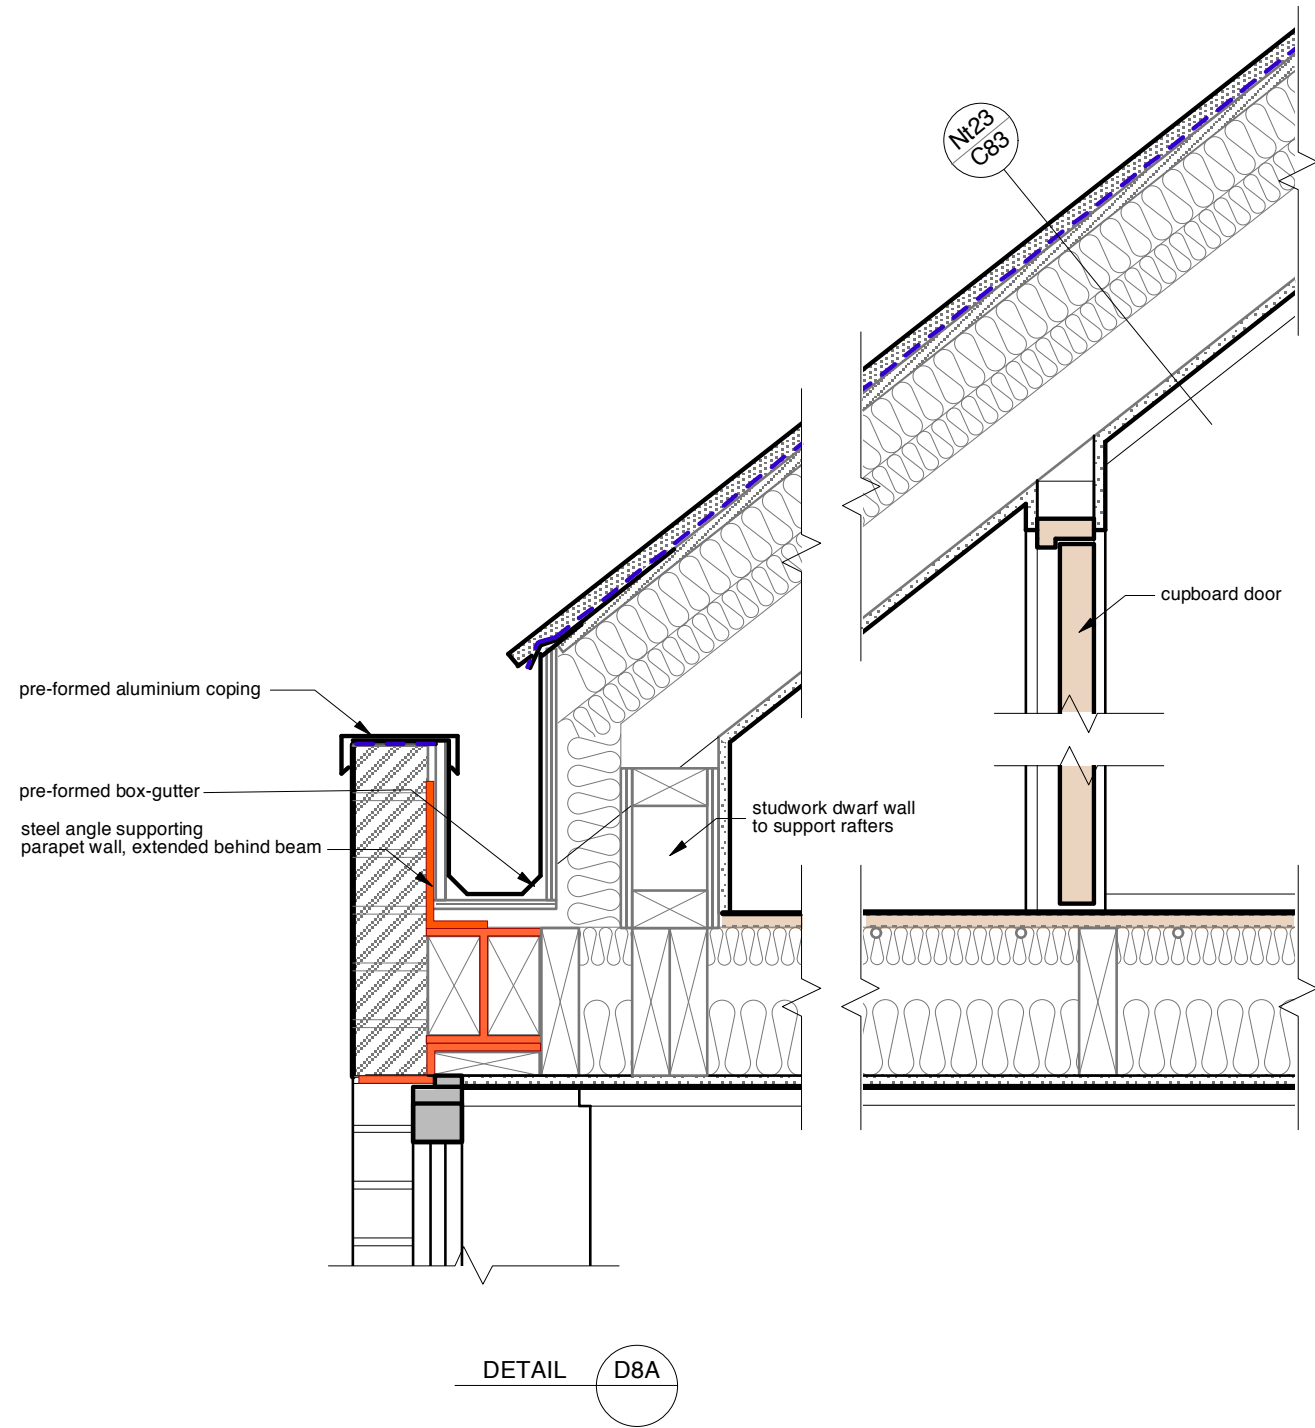 Nt23
C83
cupboard door
pre-formed aluminium coping
pre-formed box-gutter
steel angle supporting
parapet wall, extended behind beam
studwork dwarf wall
to support rafters
DETAIL D8A